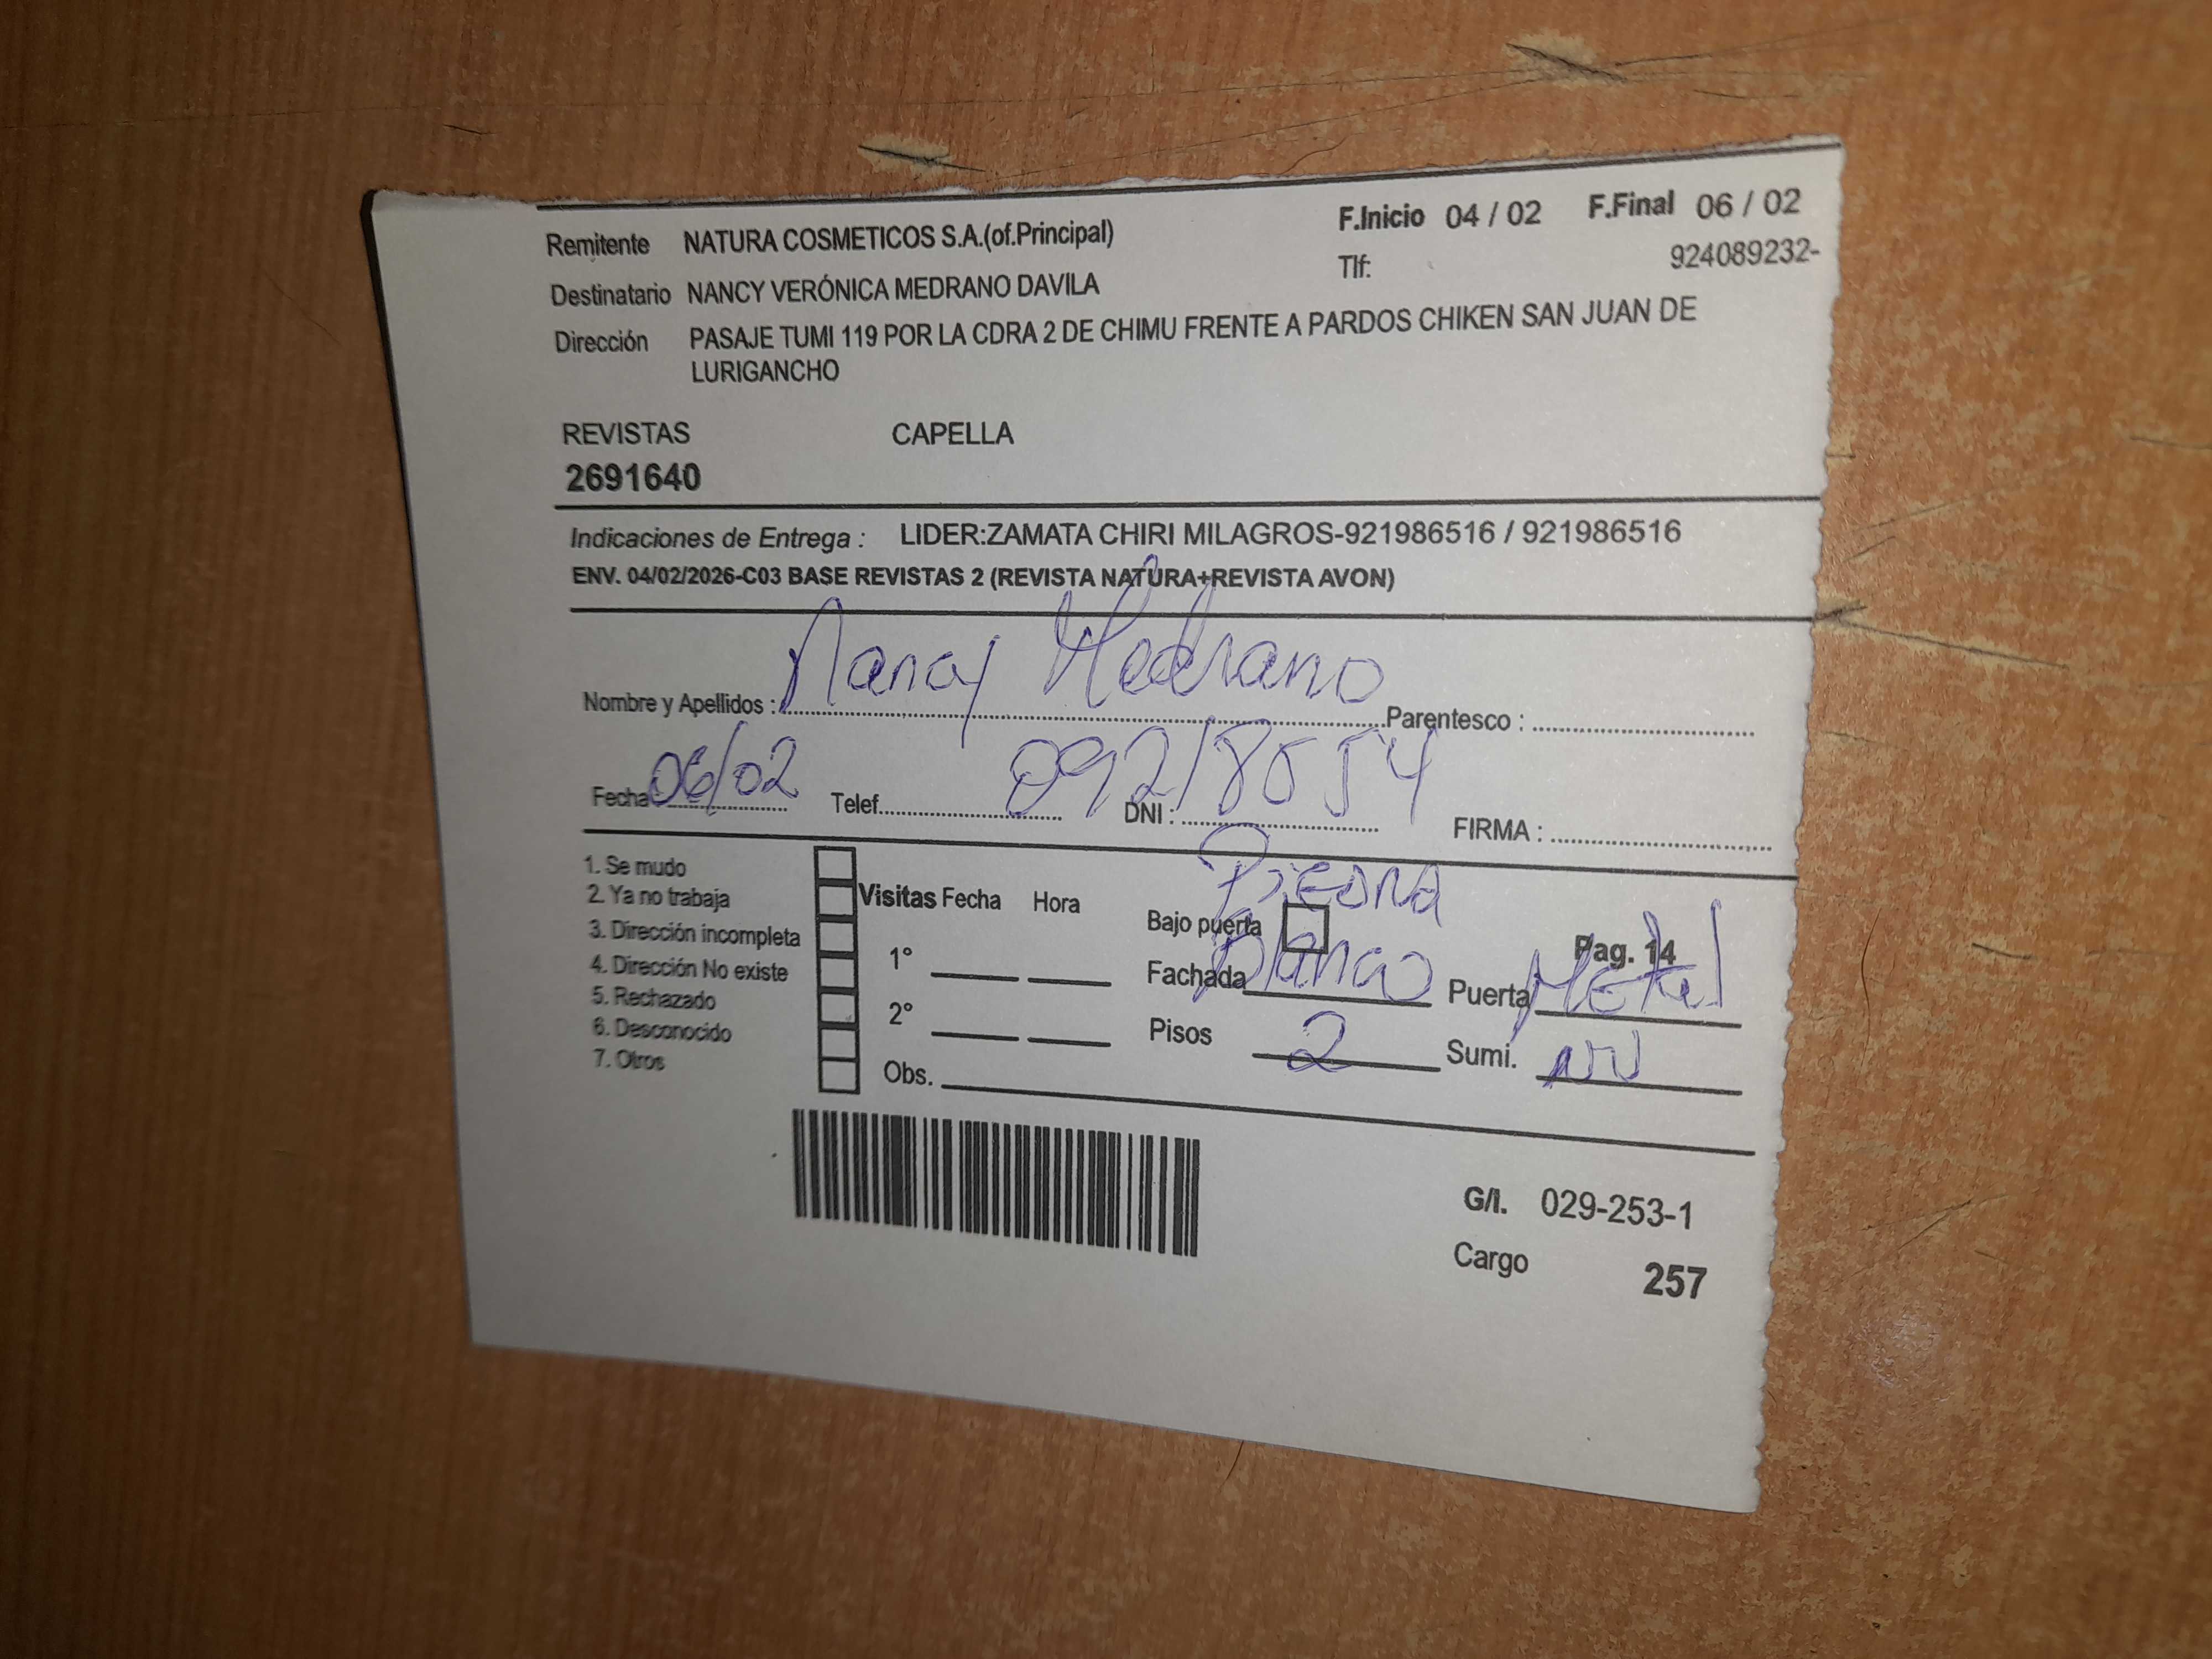 Remitente NATURA COSMETICOS S.A.(of.Principal) F.Inicio 04 / 02 F.Final 06 / 02
Tlf: 924089232-
Destinatario NANCY VERÓNICA MEDRANO DAVILA
Dirección PASAJE TUMI 119 POR LA CDRA 2 DE CHIMU FRENTE A PARDOS CHIKEN SAN JUAN DE
LURIGANCHO
REVISTAS CAPELLA
2691640
Indicaciones de Entrega : LIDER:ZAMATA CHIRI MILAGROS-921986516 / 921986516
ENV. 04/02/2026-C03 BASE REVISTAS 2 (REVISTA NATURA+REVISTA AVON)
Nombre y Apellidos : Nancy Medrano Parentesco :
Fecha 06/02 Telef. DNI : FIRMA :
1. Se mudo
2. Ya no trabaja
3. Dirección incompleta
4. Dirección No existe
5. Rechazado
6. Desconocido
7. Otros
Visitas Fecha Hora
1°
2°
Obs.
Piedra
Bajo puerta Pag. 14
Fachada blanco Puerta Metal
Pisos 2 Sumi.
G/I. 029-253-1
Cargo 257